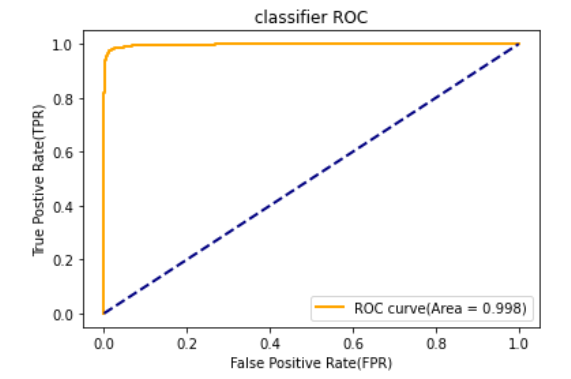 classifier ROC
1.0
0.8
0.6
0.4
0.2
0.0
True Postive Rate(TPR)
ROC curve(Area = 0.998)
0.0 0.2 0.4 0.6 0.8 1.0
False Positive Rate(FPR)